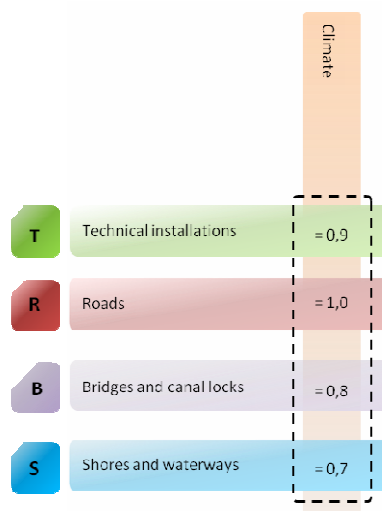 Climate
T Technical installations = 0,9
R Roads = 1,0
B Bridges and canal locks = 0,8
S Shores and waterways = 0,7